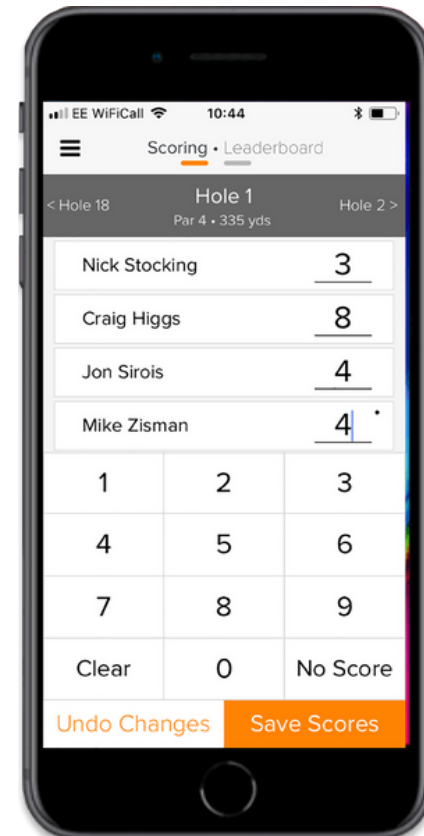 EE WiFiCall 10:44
Scoring • Leaderboard
< Hole 18 Hole 1 Hole 2 >
Par 4 • 335 yds
Nick Stocking 3
Craig Higgs 8
Jon Sirois 4
Mike Zisman 4
1 2 3
4 5 6
7 8 9
Clear 0 No Score
Undo Changes Save Scores